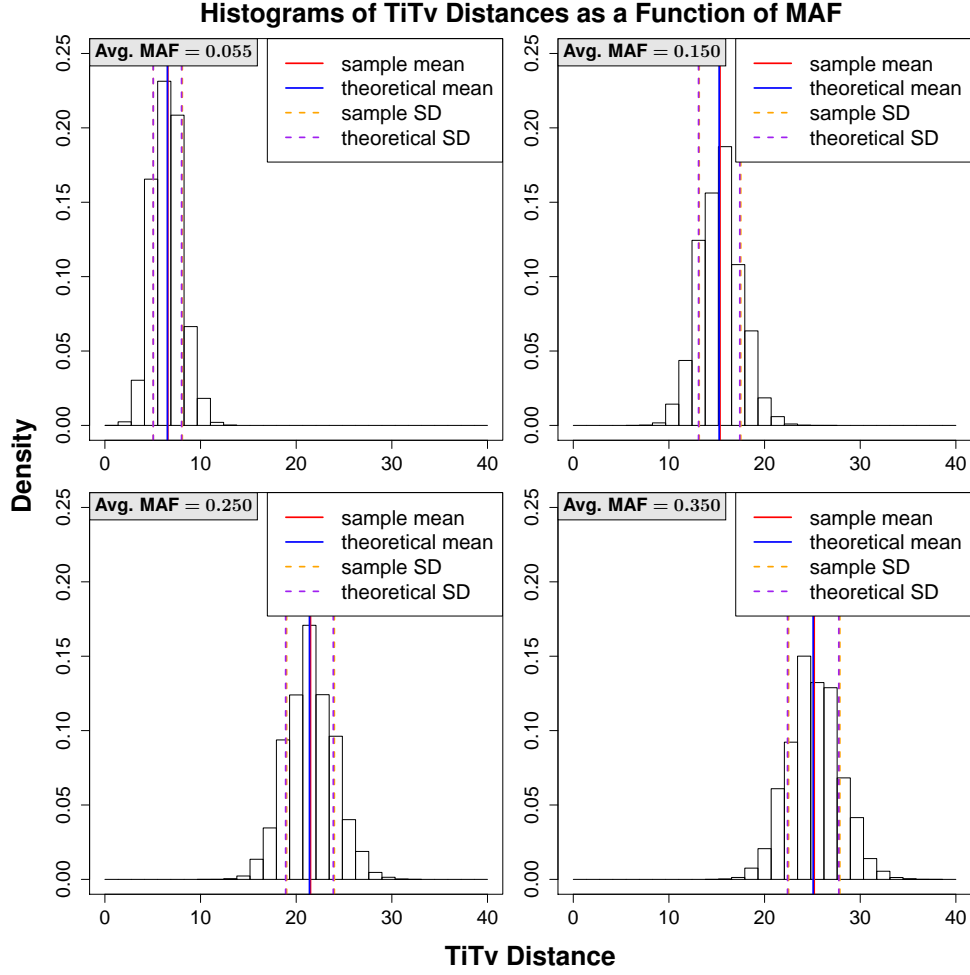 Histograms of TiTv Distances as a Function of MAF
Avg. MAF = 0.055
sample mean
theoretical mean
sample SD
theoretical SD
0.00 0.05 0.10 0.15 0.20 0.25
0 10 20 30 40
Avg. MAF = 0.150
sample mean
theoretical mean
sample SD
theoretical SD
0.00 0.05 0.10 0.15 0.20 0.25
0 10 20 30 40
Density
Avg. MAF = 0.250
sample mean
theoretical mean
sample SD
theoretical SD
0.00 0.05 0.10 0.15 0.20 0.25
0 10 20 30 40
Avg. MAF = 0.350
sample mean
theoretical mean
sample SD
theoretical SD
0.00 0.05 0.10 0.15 0.20 0.25
0 10 20 30 40
TiTv Distance